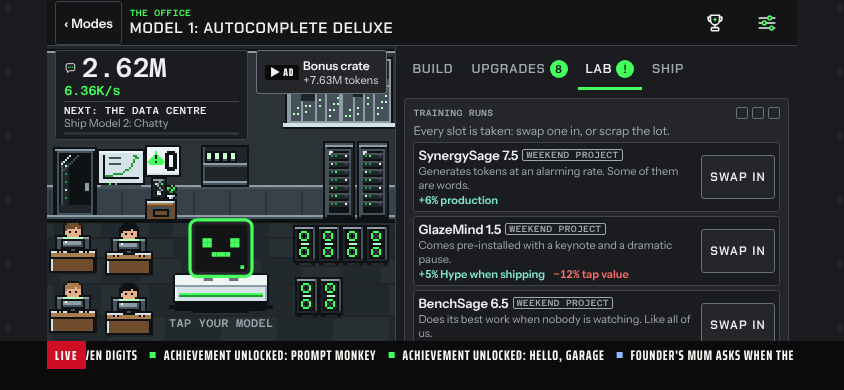 ‹ Modes
THE OFFICE
MODEL 1: AUTOCOMPLETE DELUXE
2.62M
6.36K/s
NEXT: THE DATA CENTRE
Ship Model 2: Chatty
AD
Bonus crate
+7.63M tokens
TAP YOUR MODEL
BUILD
UPGRADES 8
LAB !
SHIP
TRAINING RUNS
Every slot is taken: swap one in, or scrap the lot.
SynergySage 7.5 WEEKEND PROJECT
Generates tokens at an alarming rate. Some of them
are words.
+6% production
SWAP IN
GlazeMind 1.5 WEEKEND PROJECT
Comes pre-installed with a keynote and a dramatic
pause.
+5% Hype when shipping −12% tap value
SWAP IN
BenchSage 6.5 WEEKEND PROJECT
Does its best work when nobody is watching. Like all of
us.
SWAP IN
LIVE
VEN DIGITS ACHIEVEMENT UNLOCKED: PROMPT MONKEY ACHIEVEMENT UNLOCKED: HELLO, GARAGE FOUNDER'S MUM ASKS WHEN THE